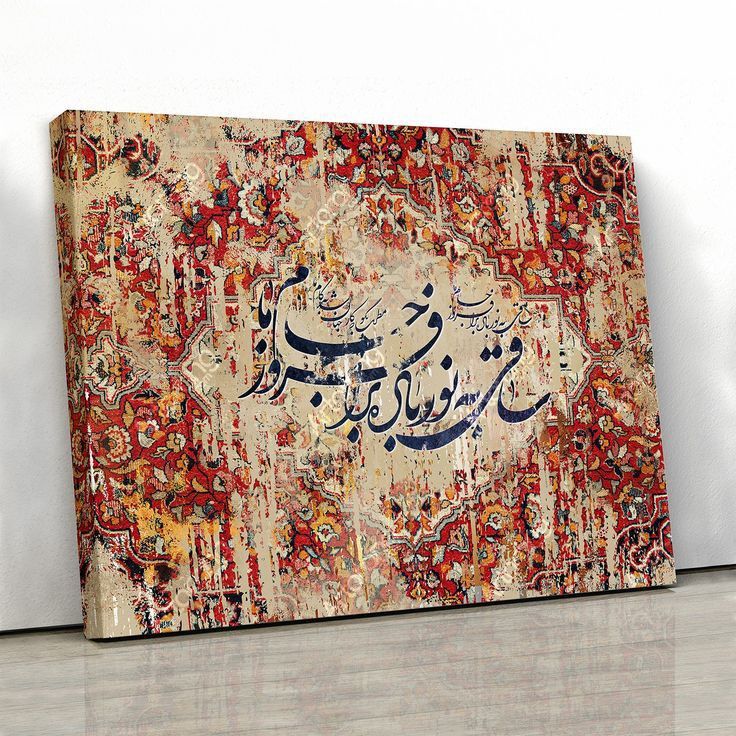 ساقی به نور باده برافروز جام ما
مطرب بگو که کار جهان شد به کام ما
ساقی به نور باده برافروز جام ما